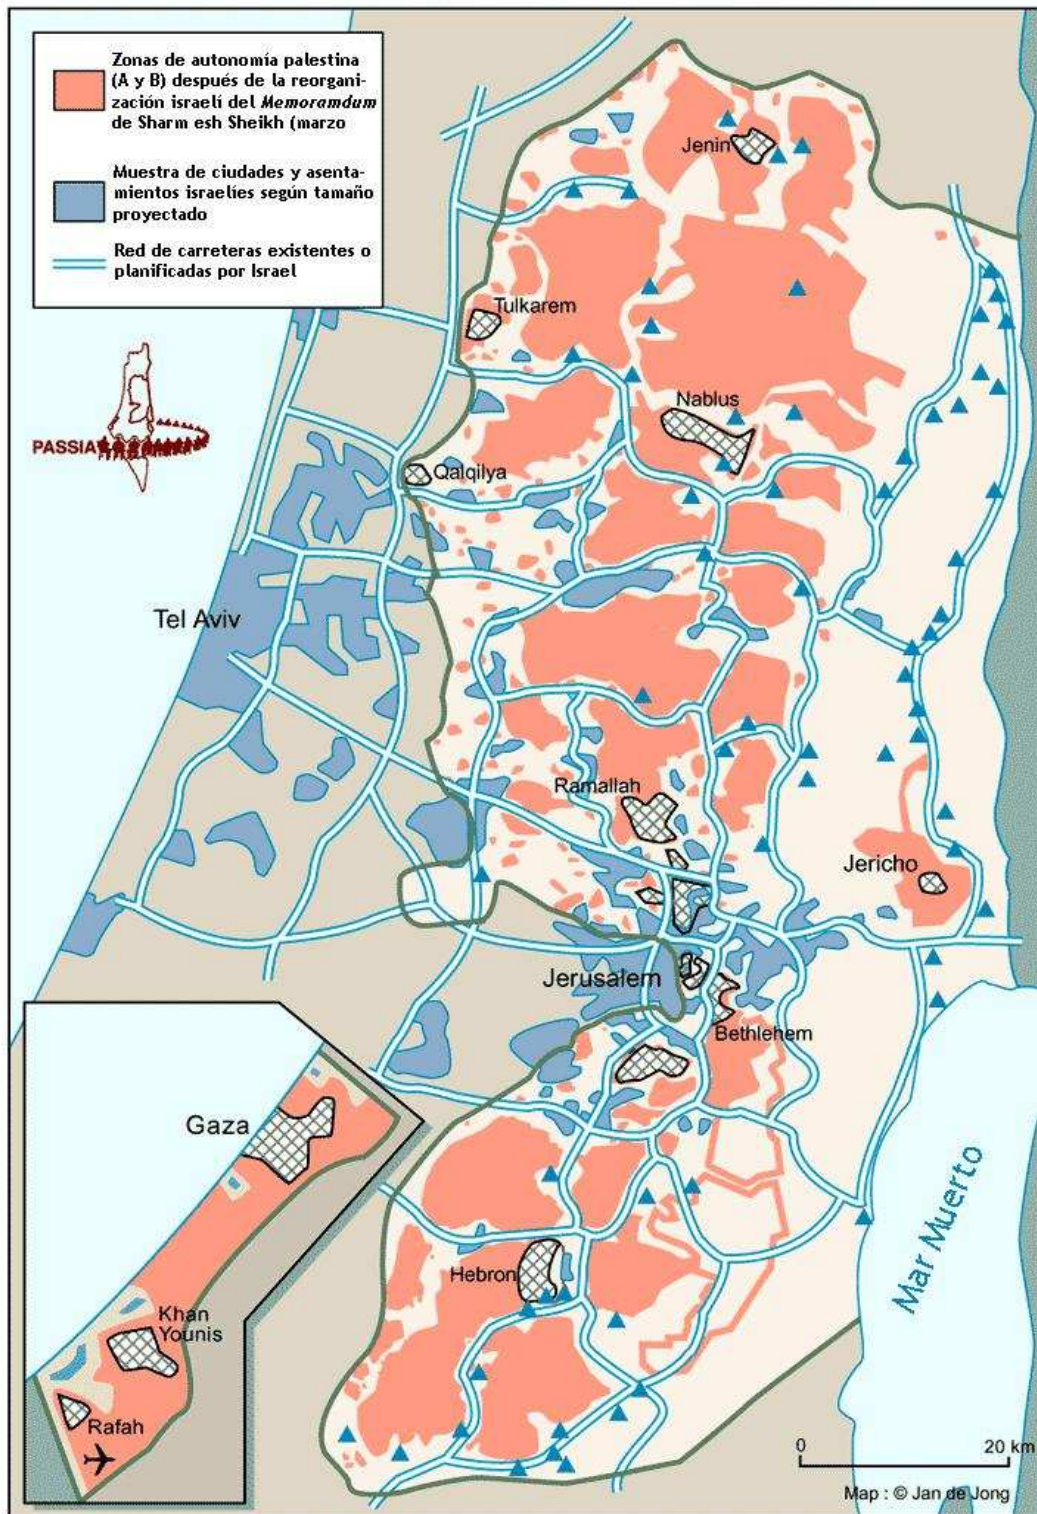 Zonas de autonomía palestina
(A y B) después de la reorgani-
zación israelí del Memoramdum
de Sharm esh Sheikh (marzo
Muestra de ciudades y asenta-
mientos israelíes según tamaño
proyectado
Red de carreteras existentes o
planificadas por Israel
Jenin
Tulkarem
PASSIA
Nablus
Qalqilya
Tel Aviv
Ramallah
Jericho
Jerusalem
Bethlehem
Gaza
Mar Muerto
Hebron
Khan
Younis
Rafah
0 20 km
Map : © Jan de Jong